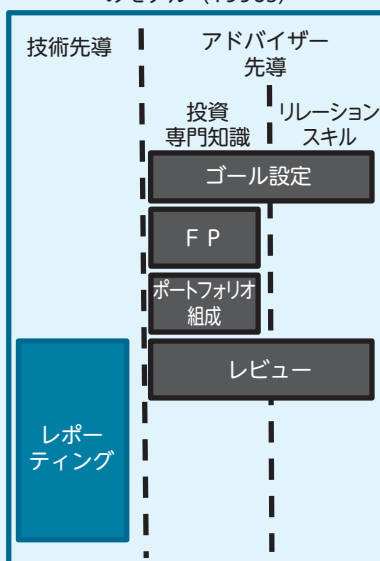 技術先導
アドバイザー
先導
投資
専門知識
リレーション
スキル
ゴール設定
ＦＰ
ポートフォリオ
組成
レビュー
レポー
ティング